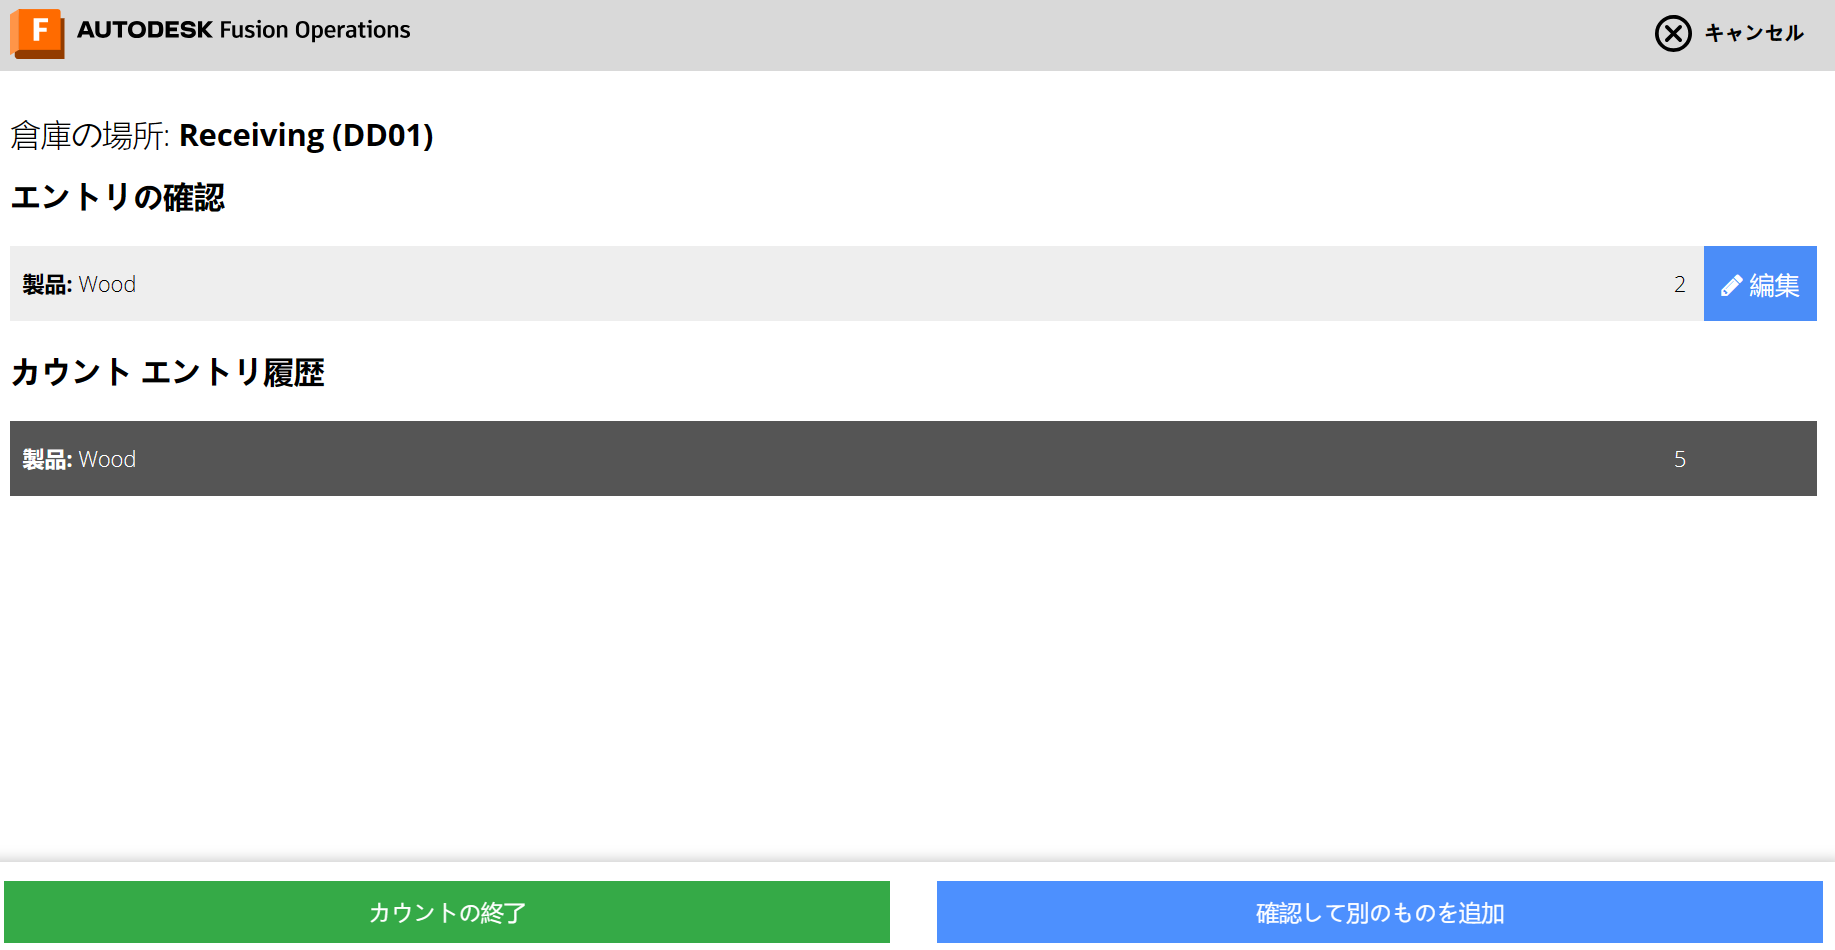 F AUTODESK Fusion Operations
キャンセル
倉庫の場所: Receiving (DD01)
エントリの確認
製品: Wood 2 編集
カウント エントリ履歴
製品: Wood 5
カウントの終了
確認して別のものを追加